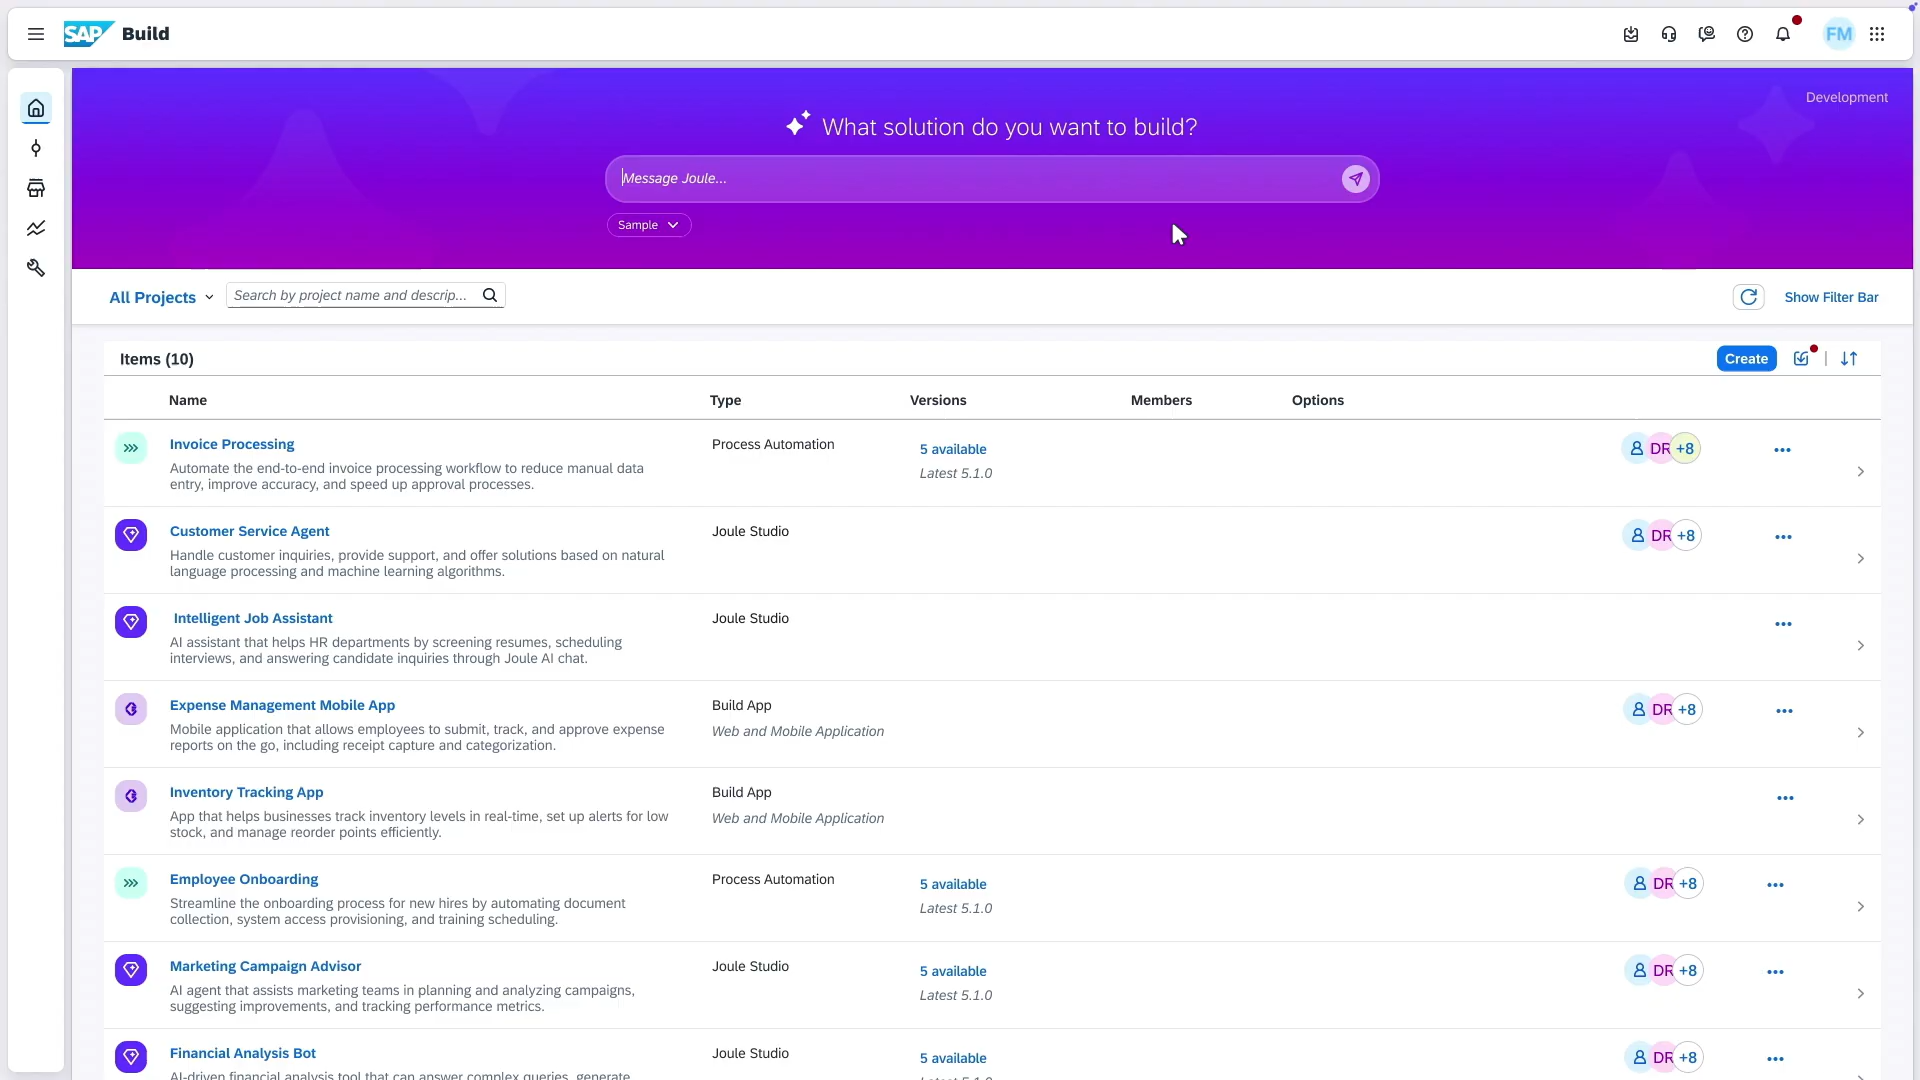 SAP Build
FM
Development
What solution do you want to build?
Message Joule...
Sample
All Projects
Search by project name and descrip...
Show Filter Bar
Items (10)
Create
Name Type Versions Members Options
Invoice Processing
Process Automation
5 available
DR +8
Automate the end-to-end invoice processing workflow to reduce manual data
entry, improve accuracy, and speed up approval processes.
Latest 5.1.0
Customer Service Agent
Joule Studio
DR +8
Handle customer inquiries, provide support, and offer solutions based on natural
language processing and machine learning algorithms.
Intelligent Job Assistant
Joule Studio
AI assistant that helps HR departments by screening resumes, scheduling
interviews, and answering candidate inquiries through Joule AI chat.
Expense Management Mobile App
Build App
DR +8
Mobile application that allows employees to submit, track, and approve expense
reports on the go, including receipt capture and categorization.
Web and Mobile Application
Inventory Tracking App
Build App
App that helps businesses track inventory levels in real-time, set up alerts for low
stock, and manage reorder points efficiently.
Web and Mobile Application
Employee Onboarding
Process Automation
5 available
DR +8
Streamline the onboarding process for new hires by automating document
collection, system access provisioning, and training scheduling.
Latest 5.1.0
Marketing Campaign Advisor
Joule Studio
5 available
DR +8
AI agent that assists marketing teams in planning and analyzing campaigns,
suggesting improvements, and tracking performance metrics.
Latest 5.1.0
Financial Analysis Bot
Joule Studio
5 available
DR +8
AI-driven financial analysis tool that can answer complex queries, generate